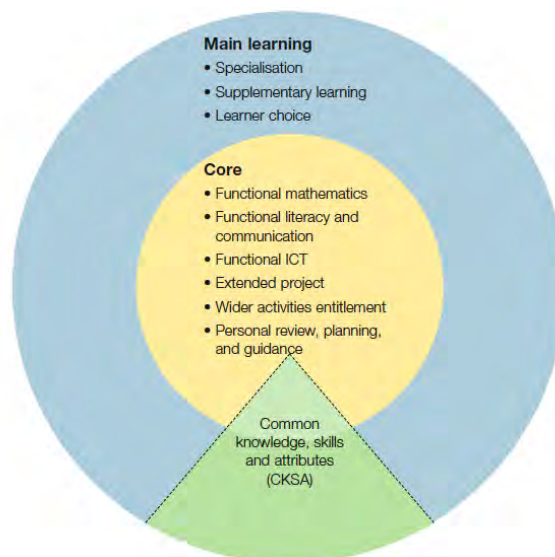 Main learning
• Specialisation
• Supplementary learning
• Learner choice
Core
• Functional mathematics
• Functional literacy and
communication
• Functional ICT
• Extended project
• Wider activities entitlement
• Personal review, planning,
and guidance
Common
knowledge, skills
and attributes
(CKSA)